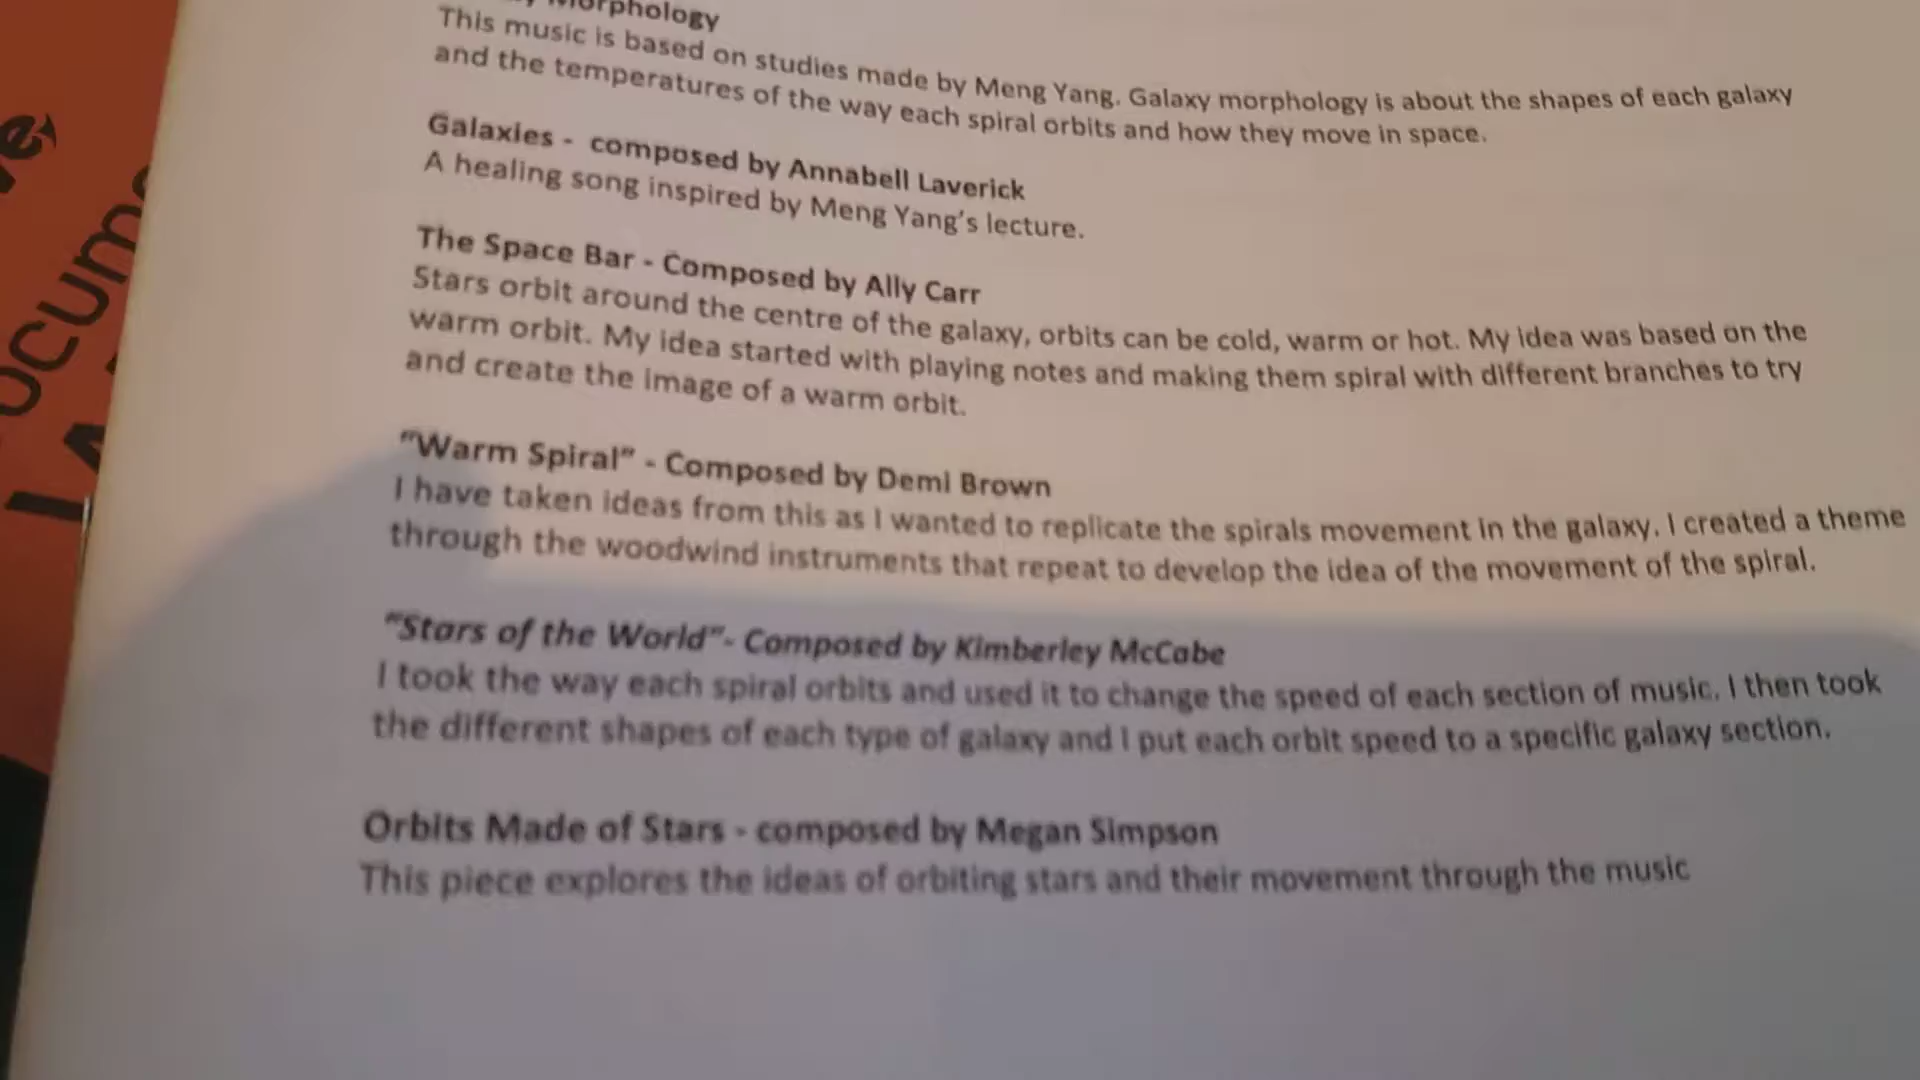 Morphology
This music is based on studies made by Meng Yang. Galaxy morphology is about the shapes of each galaxy
and the temperatures of the way each spiral orbits and how they move in space.
Galaxies - composed by Annabell Laverick
A healing song inspired by Meng Yang's lecture.
The Space Bar - Composed by Ally Carr
Stars orbit around the centre of the galaxy, orbits can be cold, warm or hot. My idea was based on the
warm orbit. My idea started with playing notes and making them spiral with different branches to try
and create the image of a warm orbit.
"Warm Spiral" - Composed by Demi Brown
I have taken ideas from this as I wanted to replicate the spirals movement in the galaxy. I created a theme
through the woodwind instruments that repeat to develop the idea of the movement of the spiral.
"Stars of the World"- Composed by Kimberley McCabe
I took the way each spiral orbits and used it to change the speed of each section of music. I then took
the different shapes of each type of galaxy and I put each orbit speed to a specific galaxy section.
Orbits Made of Stars - composed by Megan Simpson
This piece explores the ideas of orbiting stars and their movement through the music